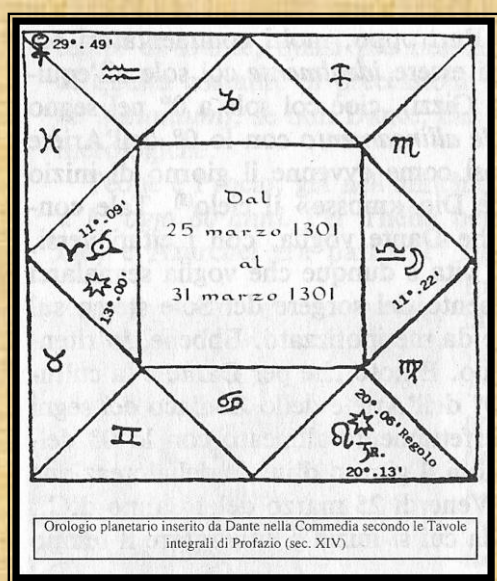 29°.49'
Dal
25 marzo 1301
al
31 marzo 1301
11°.09'
13°.00'
11°.22'
20°.06' Regolo
R.
20°.13'
Orologio planetario inserito da Dante nella Commedia secondo le Tavole
integrali di Profazio (sec. XIV)